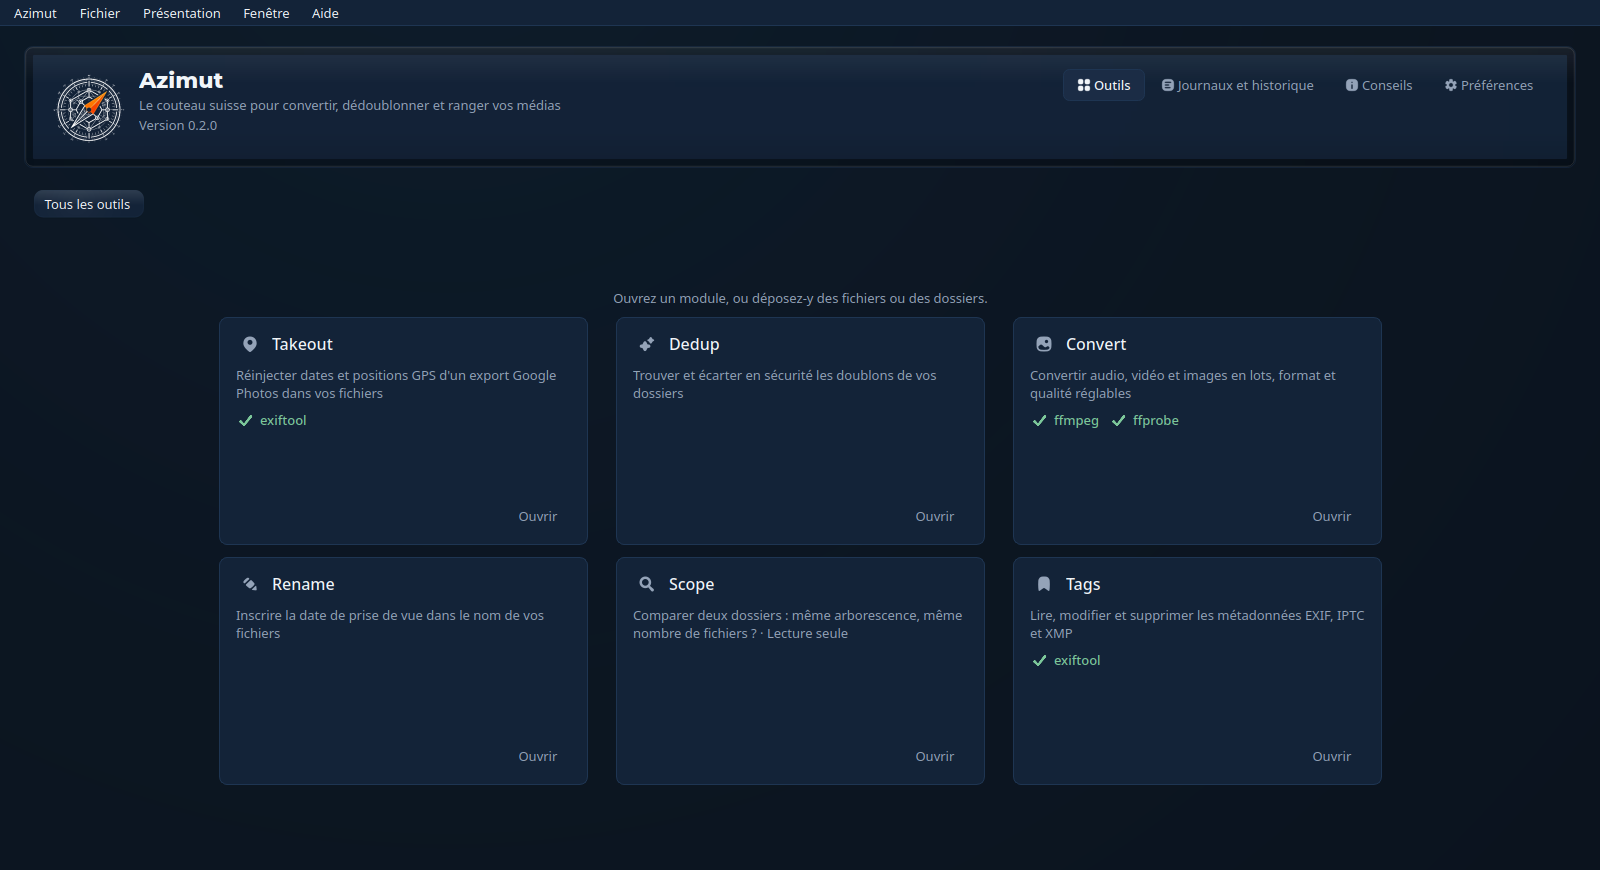 Azimut Fichier Présentation Fenêtre Aide
Azimut
Le couteau suisse pour convertir, dédoublonner et ranger vos médias
Version 0.2.0
Outils Journaux et historique Conseils Préférences
Tous les outils
Ouvrez un module, ou déposez-y des fichiers ou des dossiers.
Takeout
Réinjecter dates et positions GPS d'un export Google
Photos dans vos fichiers
exiftool
Ouvrir
Dedup
Trouver et écarter en sécurité les doublons de vos
dossiers
Ouvrir
Convert
Convertir audio, vidéo et images en lots, format et
qualité réglables
ffmpeg ffprobe
Ouvrir
Rename
Inscrire la date de prise de vue dans le nom de vos
fichiers
Ouvrir
Scope
Comparer deux dossiers : même arborescence, même
nombre de fichiers ? · Lecture seule
Ouvrir
Tags
Lire, modifier et supprimer les métadonnées EXIF, IPTC
et XMP
exiftool
Ouvrir